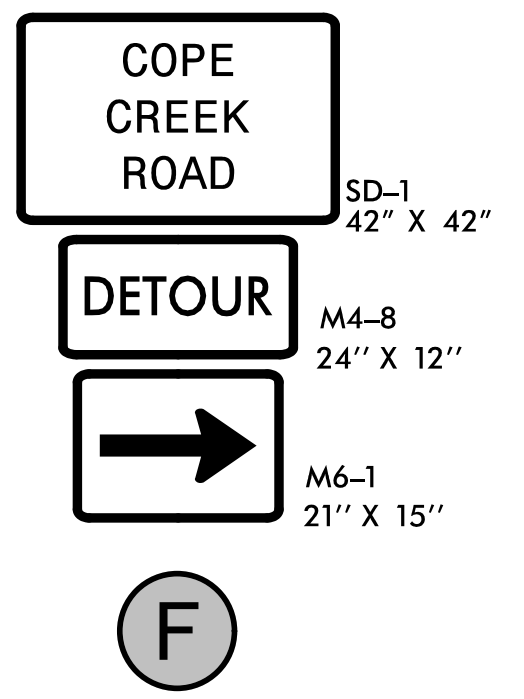 COPE
CREEK
ROAD
SD–1
42” X 42”
DETOUR
M4–8
24’’ X 12’’
M6–1
21’’ X 15’’
F